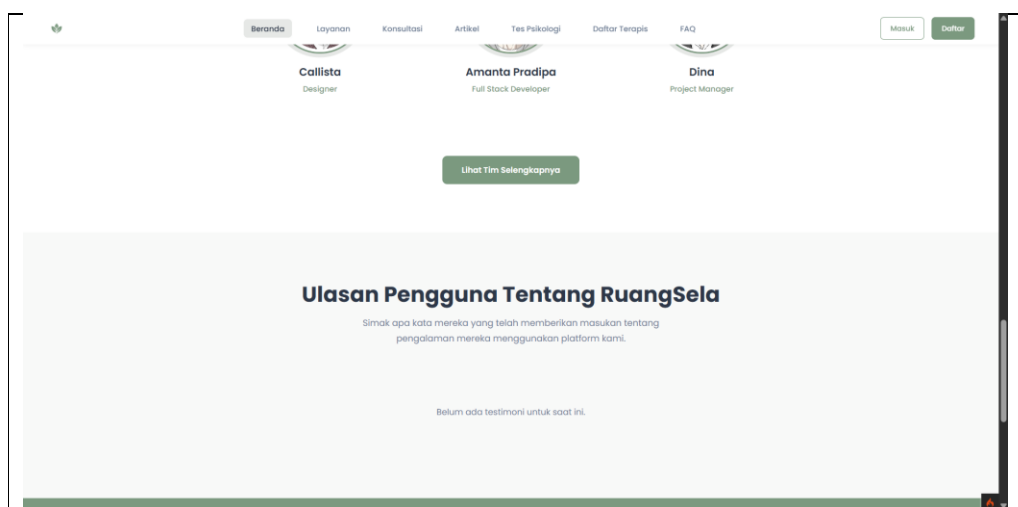 Beranda Layanan Konsultasi Artikel Tes Psikologi Daftar Terapis FAQ Masuk Daftar
Callista Amanta Pradipa Dina
Designer Full Stack Developer Project Manager
Lihat Tim Selengkapnya
Ulasan Pengguna Tentang RuangSela
Simak apa kata mereka yang telah memberikan masukan tentang
pengalaman mereka menggunakan platform kami.
Belum ada testimoni untuk saat ini.